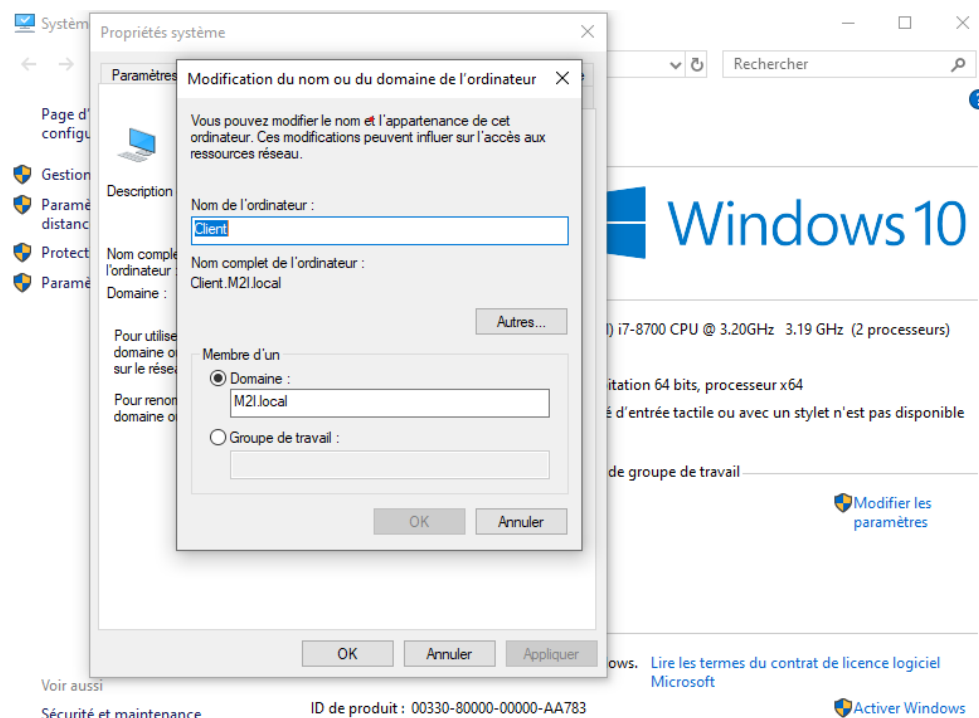 Systèm
Propriétés système
Rechercher
Paramètres
Modification du nom ou du domaine de l'ordinateur
Page d'
configu
Vous pouvez modifier le nom et l'appartenance de cet
ordinateur. Ces modifications peuvent influer sur l'accès aux
ressources réseau.
Gestion
Paramè
distanc
Protect
Paramè
Description
Nom de l'ordinateur :
Client
Windows 10
Nom comple
l'ordinateur :
Domaine :
Nom complet de l'ordinateur :
Client.M2I.local
Autres...
Pour utilise
domaine o
sur le résea
Pour renom
domaine ou
) i7-8700 CPU @ 3.20GHz 3.19 GHz (2 processeurs)
Membre d'un
Domaine :
M2I.local
Groupe de travail :
itation 64 bits, processeur x64
é d'entrée tactile ou avec un stylet n'est pas disponible
de groupe de travail
Modifier les
paramètres
OK
Annuler
OK
Annuler
Appliquer
ows. Lire les termes du contrat de licence logiciel
Microsoft
Voir aussi
Sécurité et maintenance
ID de produit : 00330-80000-00000-AA783
Activer Windows